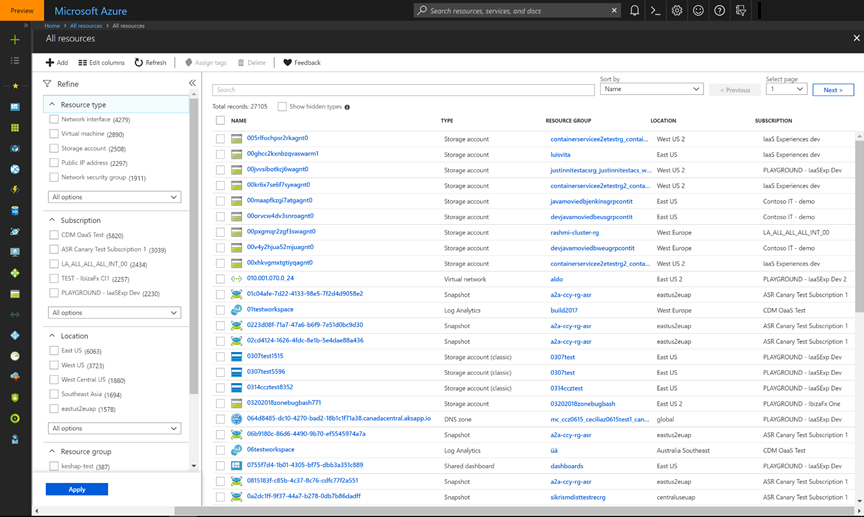 Preview
Microsoft Azure
Search resources, services, and docs
Home > All resources > All resources
All resources
Add Edit columns Refresh Assign tags Delete Feedback
Refine
Resource type
Network interface (4279)
Virtual machine (2890)
Storage account (2508)
Public IP address (2297)
Network security group (1911)
All options
Subscription
CDM OaaS Test (5820)
ASR Canary Test Subscription 1 (3039)
LA_ALL_ALL_ALL_INT_00 (2434)
TEST - IbizaFx CI1 (2257)
PLAYGROUND - IaaSExp Dev (2230)
All options
Location
East US (6063)
West US (3723)
West Central US (1880)
Southeast Asia (1694)
eastus2euap (1578)
All options
Resource group
keshap-test (387)
Apply
Search
Sort by
Name
« Previous
Select page
1
Next »
Total records: 27105 Show hidden types
NAME TYPE RESOURCE GROUP LOCATION SUBSCRIPTION
005rlfochpsr2rkagnt0 Storage account containerservicee2etestrg_contai... West US 2 IaaS Experiences dev
00ghcc2kxnbzqvaswarm1 Storage account luisvita East US IaaS Experiences dev
00jvvsibotkcj6wagnt0 Storage account justinnitestacsrg_justinnitestacs_w... West US 2 PLAYGROUND - IaaSExp Dev
00kr6x7se6f7syeagnt0 Storage account containerservicee2etestrg2_contai... West US 2 IaaS Experiences dev
00maapfkzgi7atgagnt0 Storage account javamoviedbjenkinsgrpcontit East US Contoso IT - demo
00orvcw4dv3snroagnt0 Storage account devjavamoviedbeusgrpcontit East US Contoso IT - demo
00pxgmqr2zgf3swagnt0 Storage account rashmi-cluster-rg West Europe LA_ALL_ALL_ALL_INT_00
00v4y2hjua52mjuagnt0 Storage account devjavamoviedbweugrpcontit West Europe Contoso IT - demo
00xhkvgmxtgtiyqagnt0 Storage account containerservicee2etestrg2_contai... West US 2 IaaS Experiences dev
010.001.070.0_24 Virtual network aldo East US 2 PLAYGROUND - IaaSExp Dev 2
01c04afe-7d22-4133-98e5-7f2d4d9058e2 Snapshot a2a-ccy-rg-asr eastus2euap ASR Canary Test Subscription 1
01testworkspace Log Analytics build2017 West Europe CDM OaaS Test
0223d08f-71a7-47a6-b6f9-7e51d0bc9d30 Snapshot a2a-ccy-rg-asr eastus2euap ASR Canary Test Subscription 1
02cd4124-1626-4fdc-8e1b-5e4dae88a436 Snapshot a2a-ccy-rg-asr eastus2euap ASR Canary Test Subscription 1
0307test1515 Storage account (classic) 0307test East US PLAYGROUND - IaaSExp Dev
0307test5596 Storage account (classic) 0307test East US PLAYGROUND - IaaSExp Dev
0314ccztest8352 Storage account (classic) 0314ccztest East US PLAYGROUND - IaaSExp Dev
03202018zonebugbash771 Storage account 03202018zonebugbash East US 2 PLAYGROUND - IbizaFx One
064d8485-dc10-4270-bad2-18b1c1f71a38.canadacentral.aksapp.io DNS zone mc_ccz0615_ceciliaz0615test1_can... global PLAYGROUND - IaaSExp Dev
06b9180c-86d6-4490-9b70-ef5545974a7a Snapshot a2a-ccy-rg-asr eastus2euap ASR Canary Test Subscription 1
06testworkspace Log Analytics üä Australia Southeast CDM OaaS Test
0755f7d4-1b01-4305-bf75-dbb3a351c889 Shared dashboard dashboards East US PLAYGROUND - IaaSExp Dev
0815183f-c85b-4c37-8c76-cdfc77f2a551 Snapshot a2a-ccy-rg-asr eastus2euap ASR Canary Test Subscription 1
0a2dc1ff-9f37-44a7-b278-0db7b86dadff Snapshot sikrismdisttestrecrg centraluseuap ASR Canary Test Subscription 1